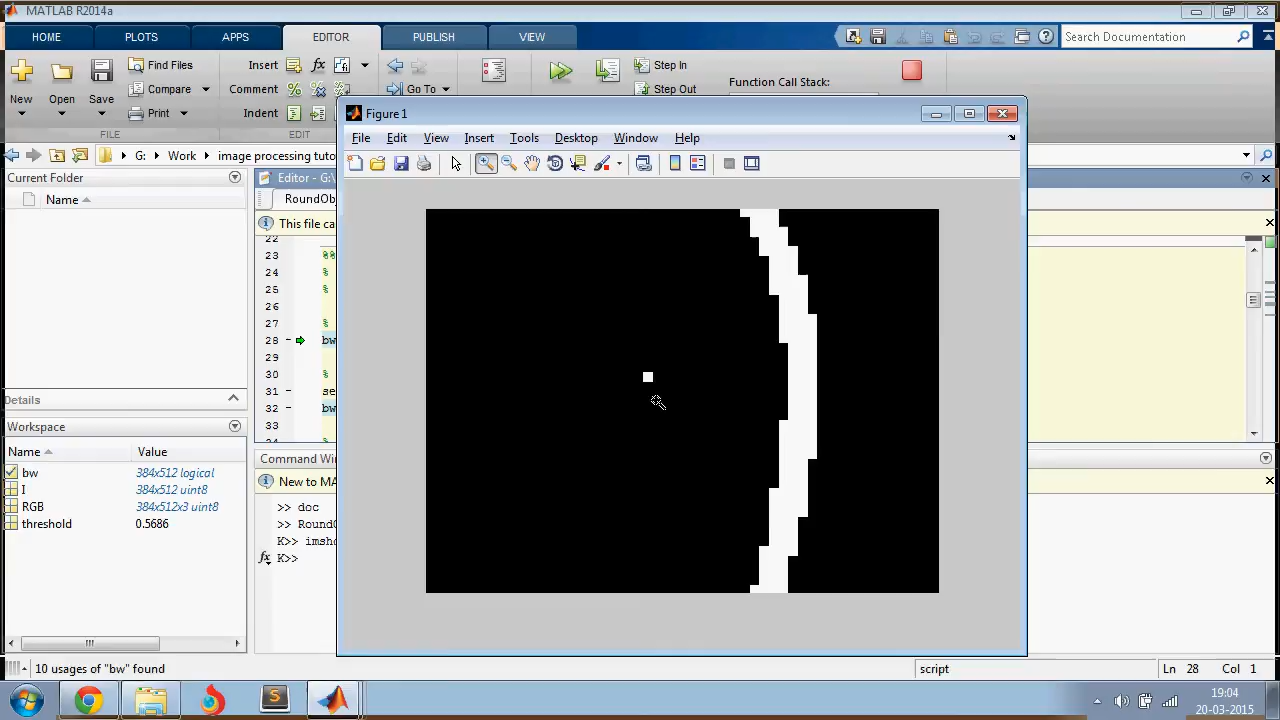 MATLAB R2014a
HOME PLOTS APPS EDITOR PUBLISH VIEW
Search Documentation
New Open Save
Find Files
Compare
Print
FILE
Insert fx
Comment
Indent
EDIT
Go To
Step In
Step Out
Function Call Stack:
G: Work image processing tuto
Current Folder
Name
Details
Workspace
Name Value
bw 384x512 logical
I 384x512 uint8
RGB 384x512x3 uint8
threshold 0.5686
Editor - G:\
RoundOb
This file ca
22
23 %%
24 %
25 %
26
27 %
28 bw
29
30 %
31 se
32 bw
33
Command Win
New to MA
>> doc
>> RoundO
K>> imsho
fx K>>
Figure 1
File Edit View Insert Tools Desktop Window Help
10 usages of "bw" found
script
Ln 28 Col 1
19:04
20-03-2015